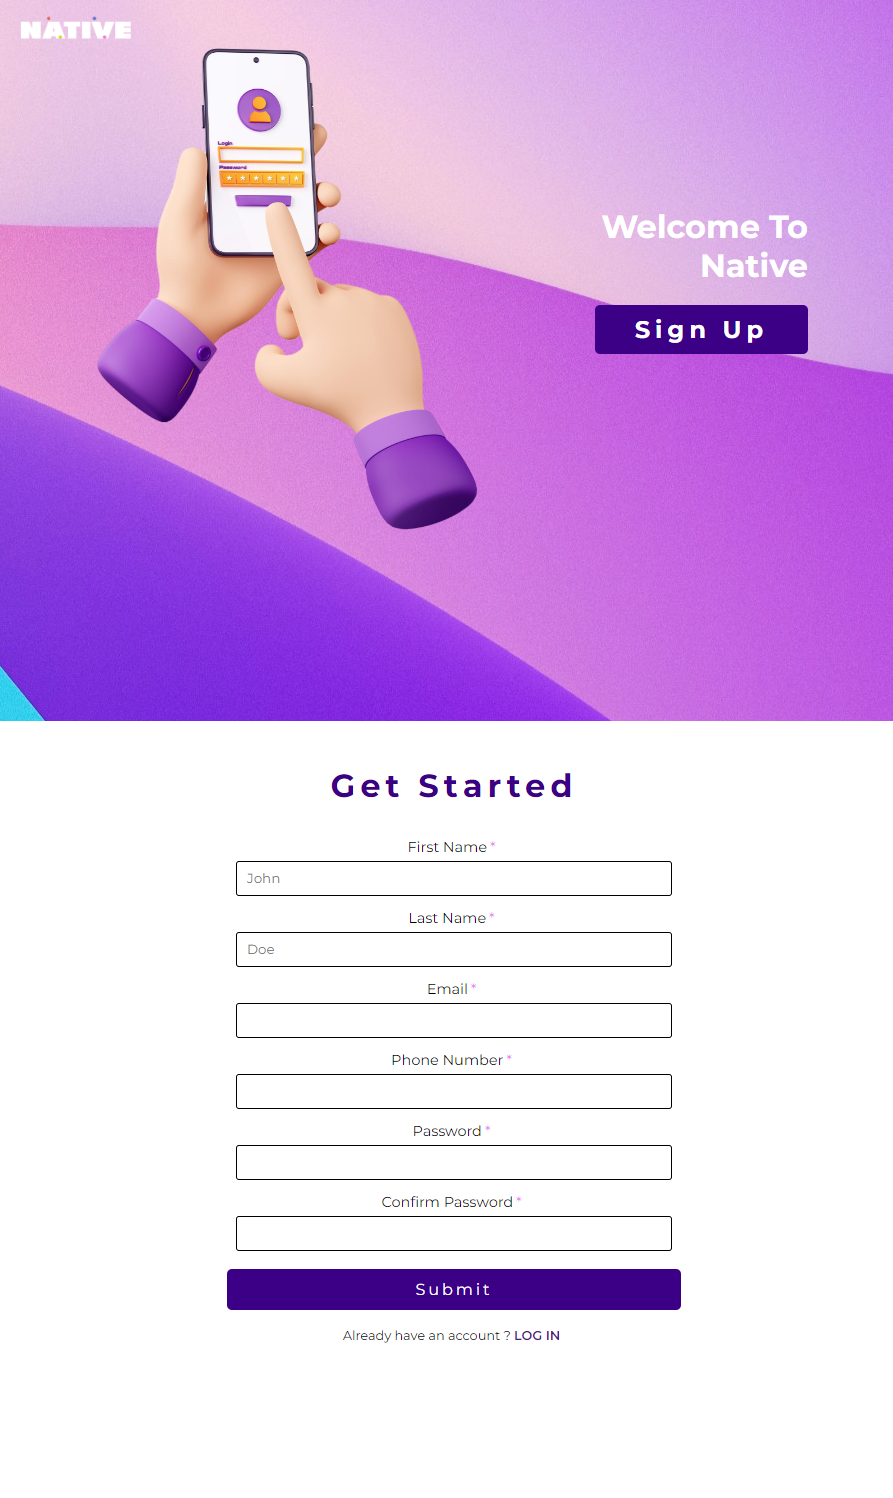 NATIVE
Login
Password
Welcome To
Native
Sign Up
Get Started
First Name *
John
Last Name *
Doe
Email *
Phone Number *
Password *
Confirm Password *
Submit
Already have an account ? LOG IN